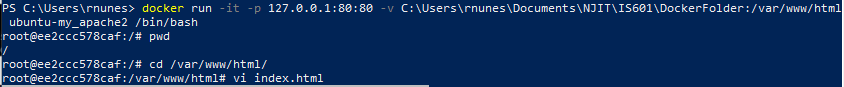 PS C:\Users\rnunes> docker run -it -p 127.0.0.1:80:80 -v C:\Users\rnunes\Documents\NJIT\IS601\DockerFolder:/var/www/html
ubuntu-my_apache2 /bin/bash
root@ee2ccc578caf:/# pwd
/
root@ee2ccc578caf:/# cd /var/www/html/
root@ee2ccc578caf:/var/www/html# vi index.html